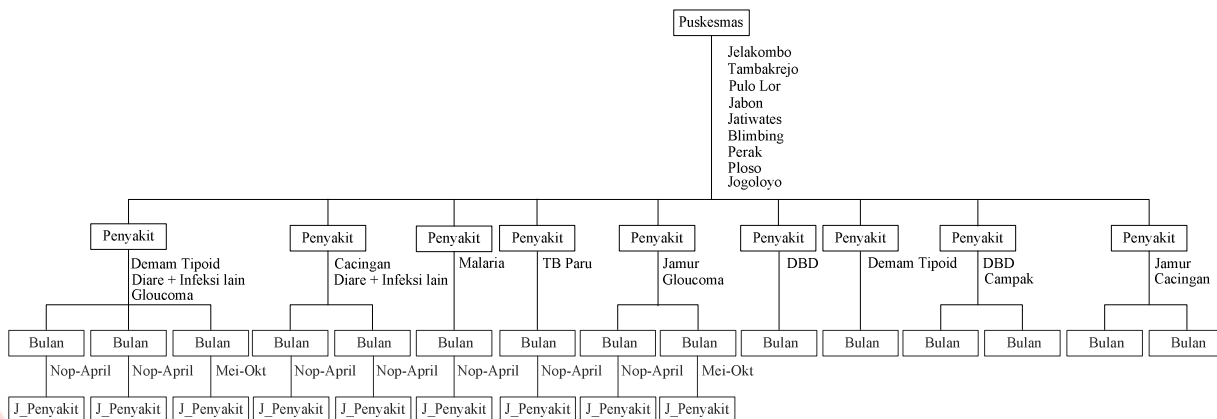 Puskesmas
Jelakombo
Tambakrejo
Pulo Lor
Jabon
Jatiwates
Blimbing
Perak
Ploso
Jogoloyo
Penyakit Penyakit Penyakit Penyakit Penyakit Penyakit Penyakit Penyakit Penyakit
Demam Tipoid
Diare + Infeksi lain
Gloucoma
Cacingan
Diare + Infeksi lain
Malaria
TB Paru
Jamur
Gloucoma
DBD
Demam Tipoid
DBD
Campak
Jamur
Cacingan
Bulan Bulan Bulan Bulan Bulan Bulan Bulan Bulan Bulan Bulan Bulan Bulan Bulan Bulan Bulan
Nop-April Nop-April Mei-Okt Nop-April Nop-April Nop-April Nop-April Nop-April Mei-Okt
J_Penyakit J_Penyakit J_Penyakit J_Penyakit J_Penyakit J_Penyakit J_Penyakit J_Penyakit J_Penyakit